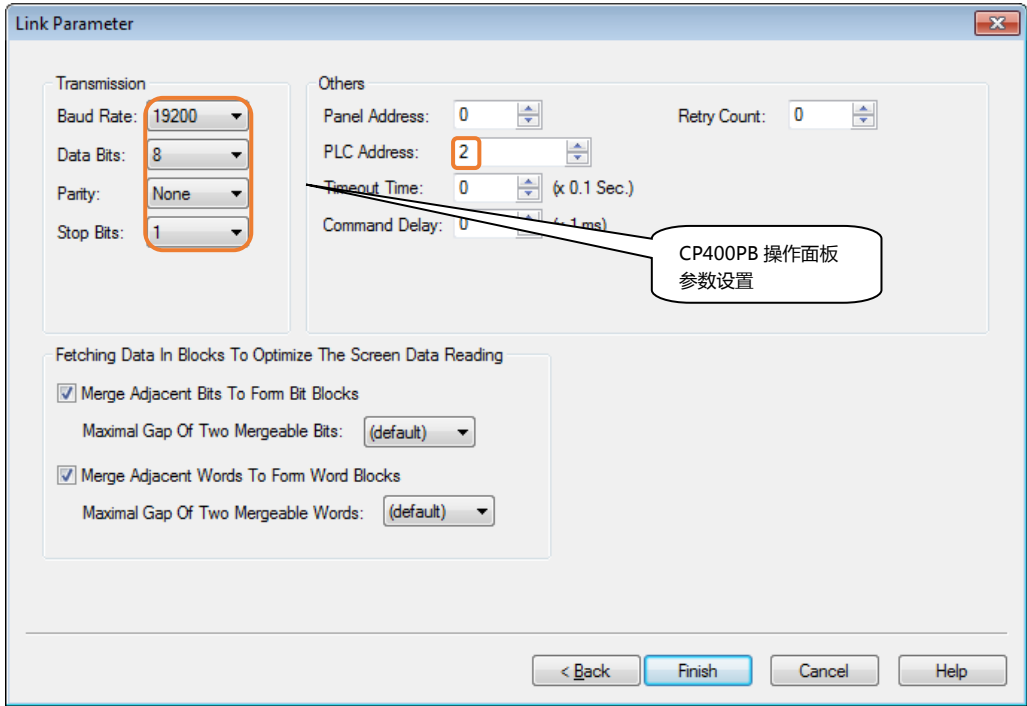 Link Parameter
Transmission
Baud Rate: 19200
Data Bits: 8
Parity: None
Stop Bits: 1
Others
Panel Address: 0
Retry Count: 0
PLC Address: 2
Timeout Time: 0 (x 0.1 Sec.)
Command Delay: 0 (x 1 ms)
CP400PB 操作面板
参数设置
Fetching Data In Blocks To Optimize The Screen Data Reading
Merge Adjacent Bits To Form Bit Blocks
Maximal Gap Of Two Mergeable Bits: (default)
Merge Adjacent Words To Form Word Blocks
Maximal Gap Of Two Mergeable Words: (default)
< Back
Finish
Cancel
Help